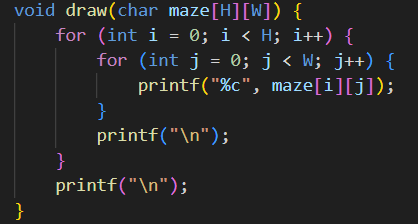 void draw(char maze[H][W]) {
    for (int i = 0; i < H; i++) {
        for (int j = 0; j < W; j++) {
            printf("%c", maze[i][j]);
        }
        printf("\n");
    }
    printf("\n");
}